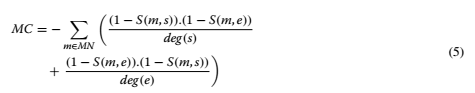 MC = − ∑ m∈MN ( (1 − S(m, s)).(1 − S(m, e)) / deg(s)
+ (1 − S(m, e)).(1 − S(m, s)) / deg(e) ) (5)